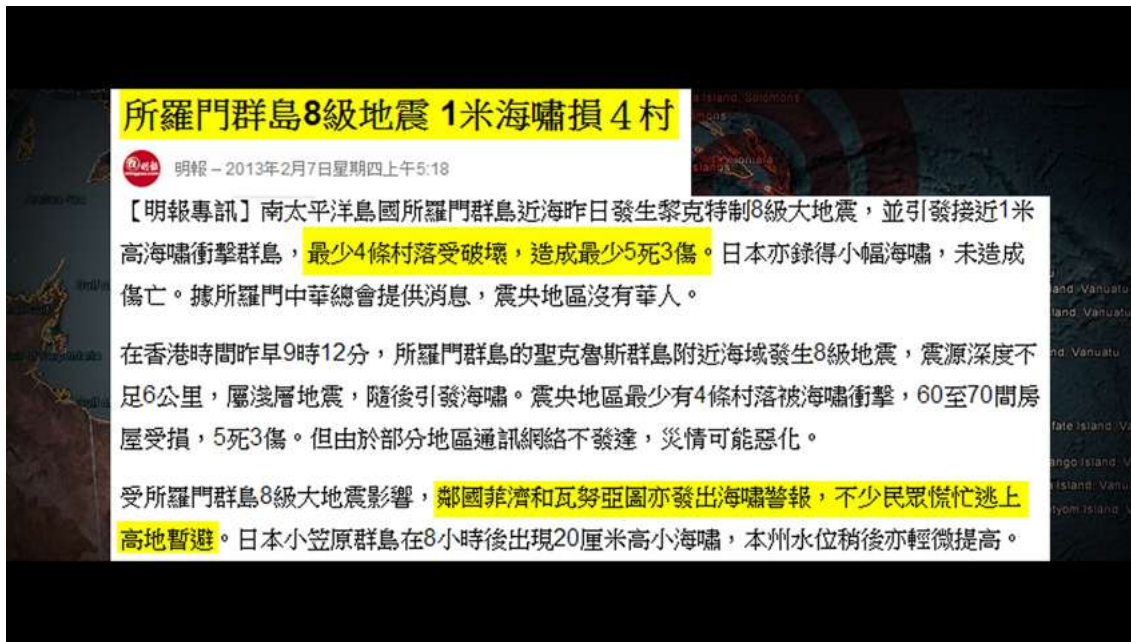 所羅門群島8級地震 1米海嘯損４村
明報 – 2013年2月7日星期四上午5:18
【明報專訊】南太平洋島國所羅門群島近海昨日發生黎克特制8級大地震，並引發接近1米
高海嘯衝擊群島，最少4條村落受破壞，造成最少5死3傷。日本亦錄得小幅海嘯，未造成
傷亡。據所羅門中華總會提供消息，震央地區沒有華人。
在香港時間昨早9時12分，所羅門群島的聖克魯斯群島附近海域發生8級地震，震源深度不
足6公里，屬淺層地震，隨後引發海嘯。震央地區最少有4條村落被海嘯衝擊，60至70間房
屋受損，5死3傷。但由於部分地區通訊網絡不發達，災情可能惡化。
受所羅門群島8級大地震影響，鄰國菲濟和瓦努亞圖亦發出海嘯警報，不少民眾慌忙逃上
高地暫避。日本小笠原群島在8小時後出現20厘米高小海嘯，本州水位稍後亦輕微提高。
Island, Solomons
and, Vanuatu
land, Vanuatu
nd, Vanuatu